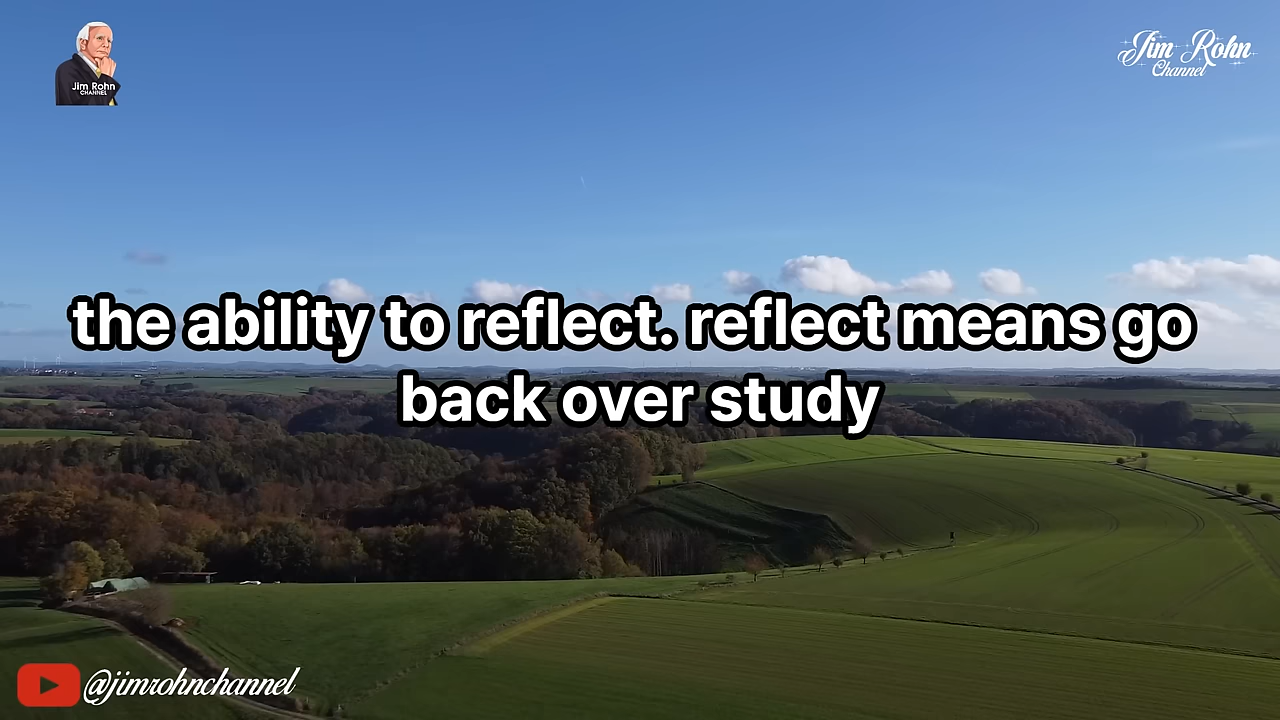 Jim Rohn
CHANNEL
Jim Rohn
Channel
the ability to reflect. reflect means go
back over study
@jimrohnchannel